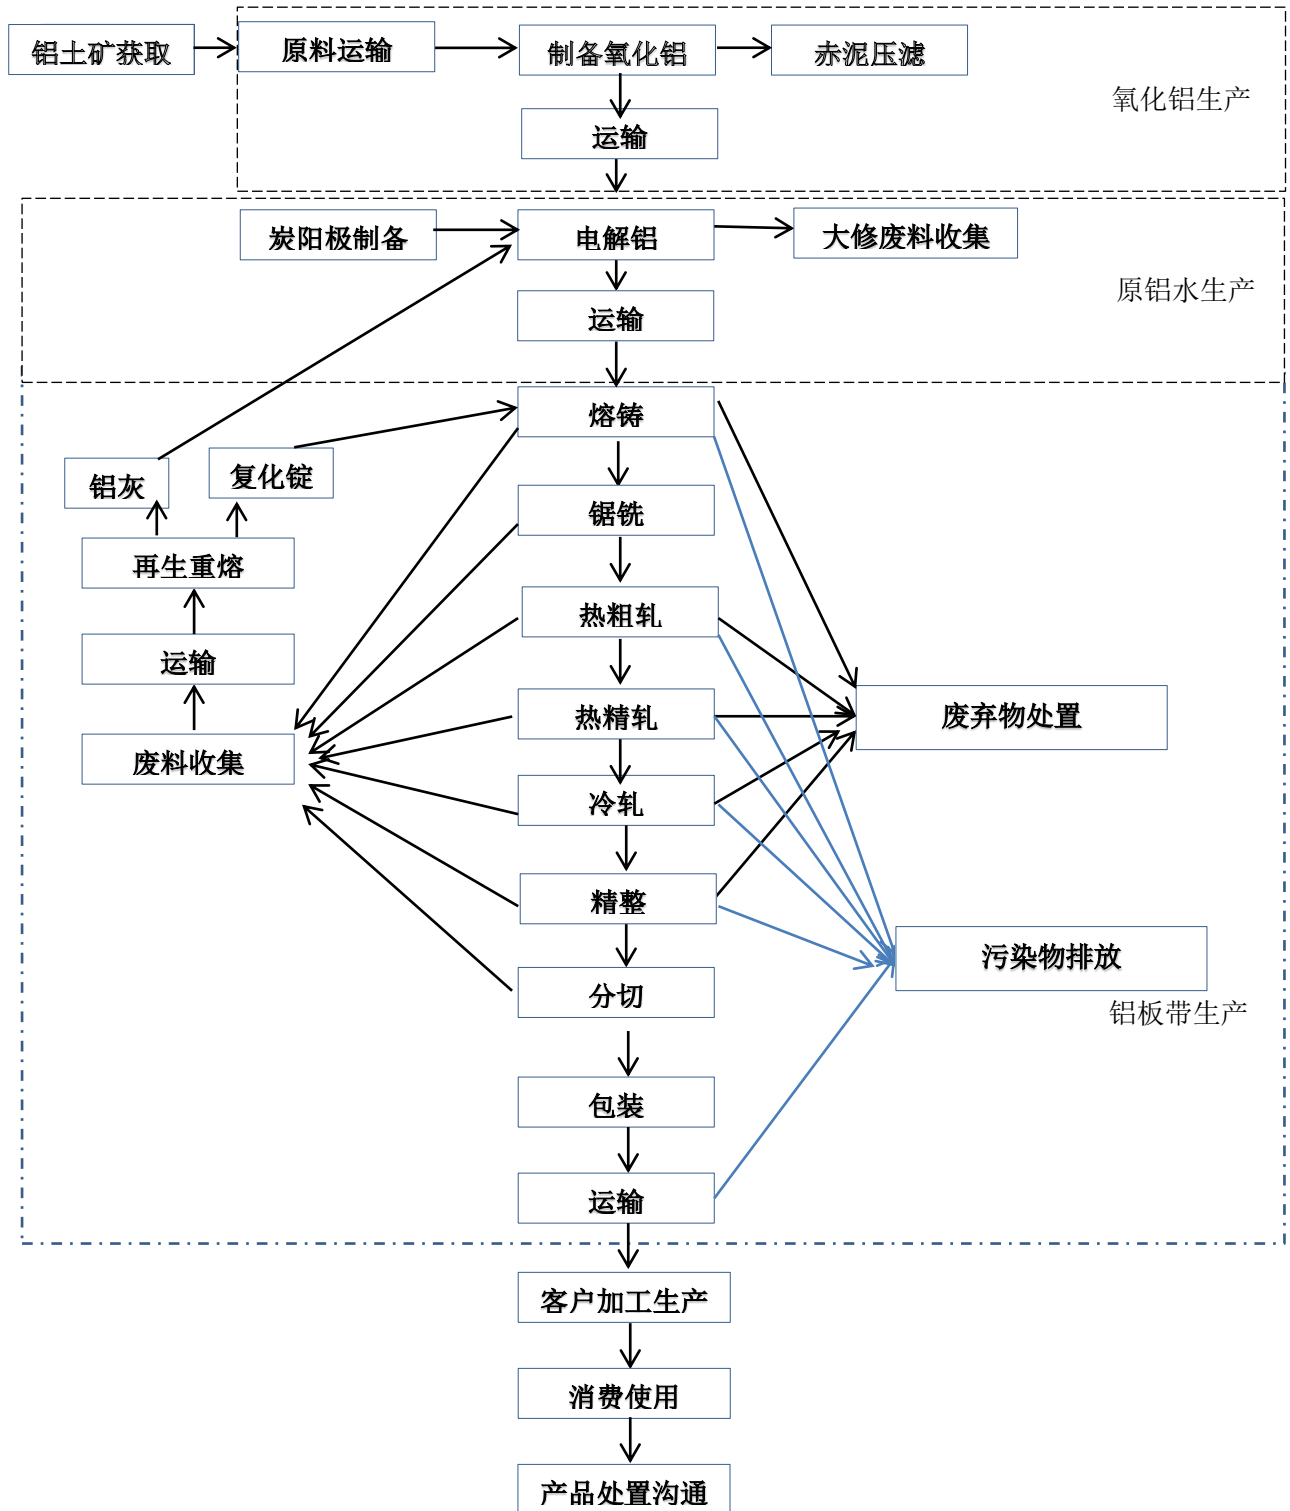 铝土矿获取
原料运输
制备氧化铝
赤泥压滤
氧化铝生产
运输
炭阳极制备
电解铝
大修废料收集
原铝水生产
运输
熔铸
铝灰
复化锭
锯铣
再生重熔
热粗轧
运输
热精轧
废弃物处置
废料收集
冷轧
精整
污染物排放
分切
铝板带生产
包装
运输
客户加工生产
消费使用
产品处置沟通